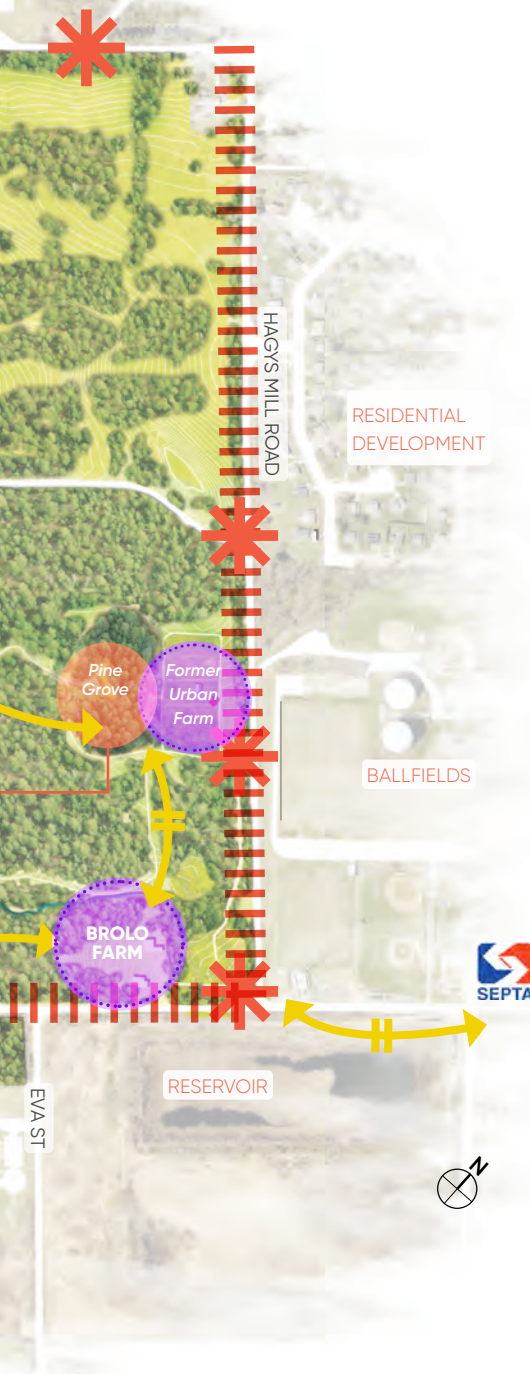 HAGYS MILL ROAD
RESIDENTIAL
DEVELOPMENT
Pine
Grove
Former
Urban
Farm
BALLFIELDS
BROLO
FARM
SEPTA
RESERVOIR
EVA ST
N